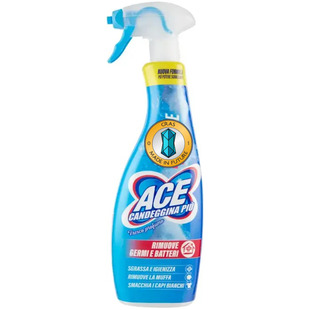 NUOVA FORMULA
CRAS
MADE IN FUTURE
ACE
CANDEGGINA PIÙ
RIMUOVE
GERMI E BATTERI
SGRASSA E IGIENIZZA
RIMUOVE LA MUFFA
SMACCHIA I CAPI BIANCHI